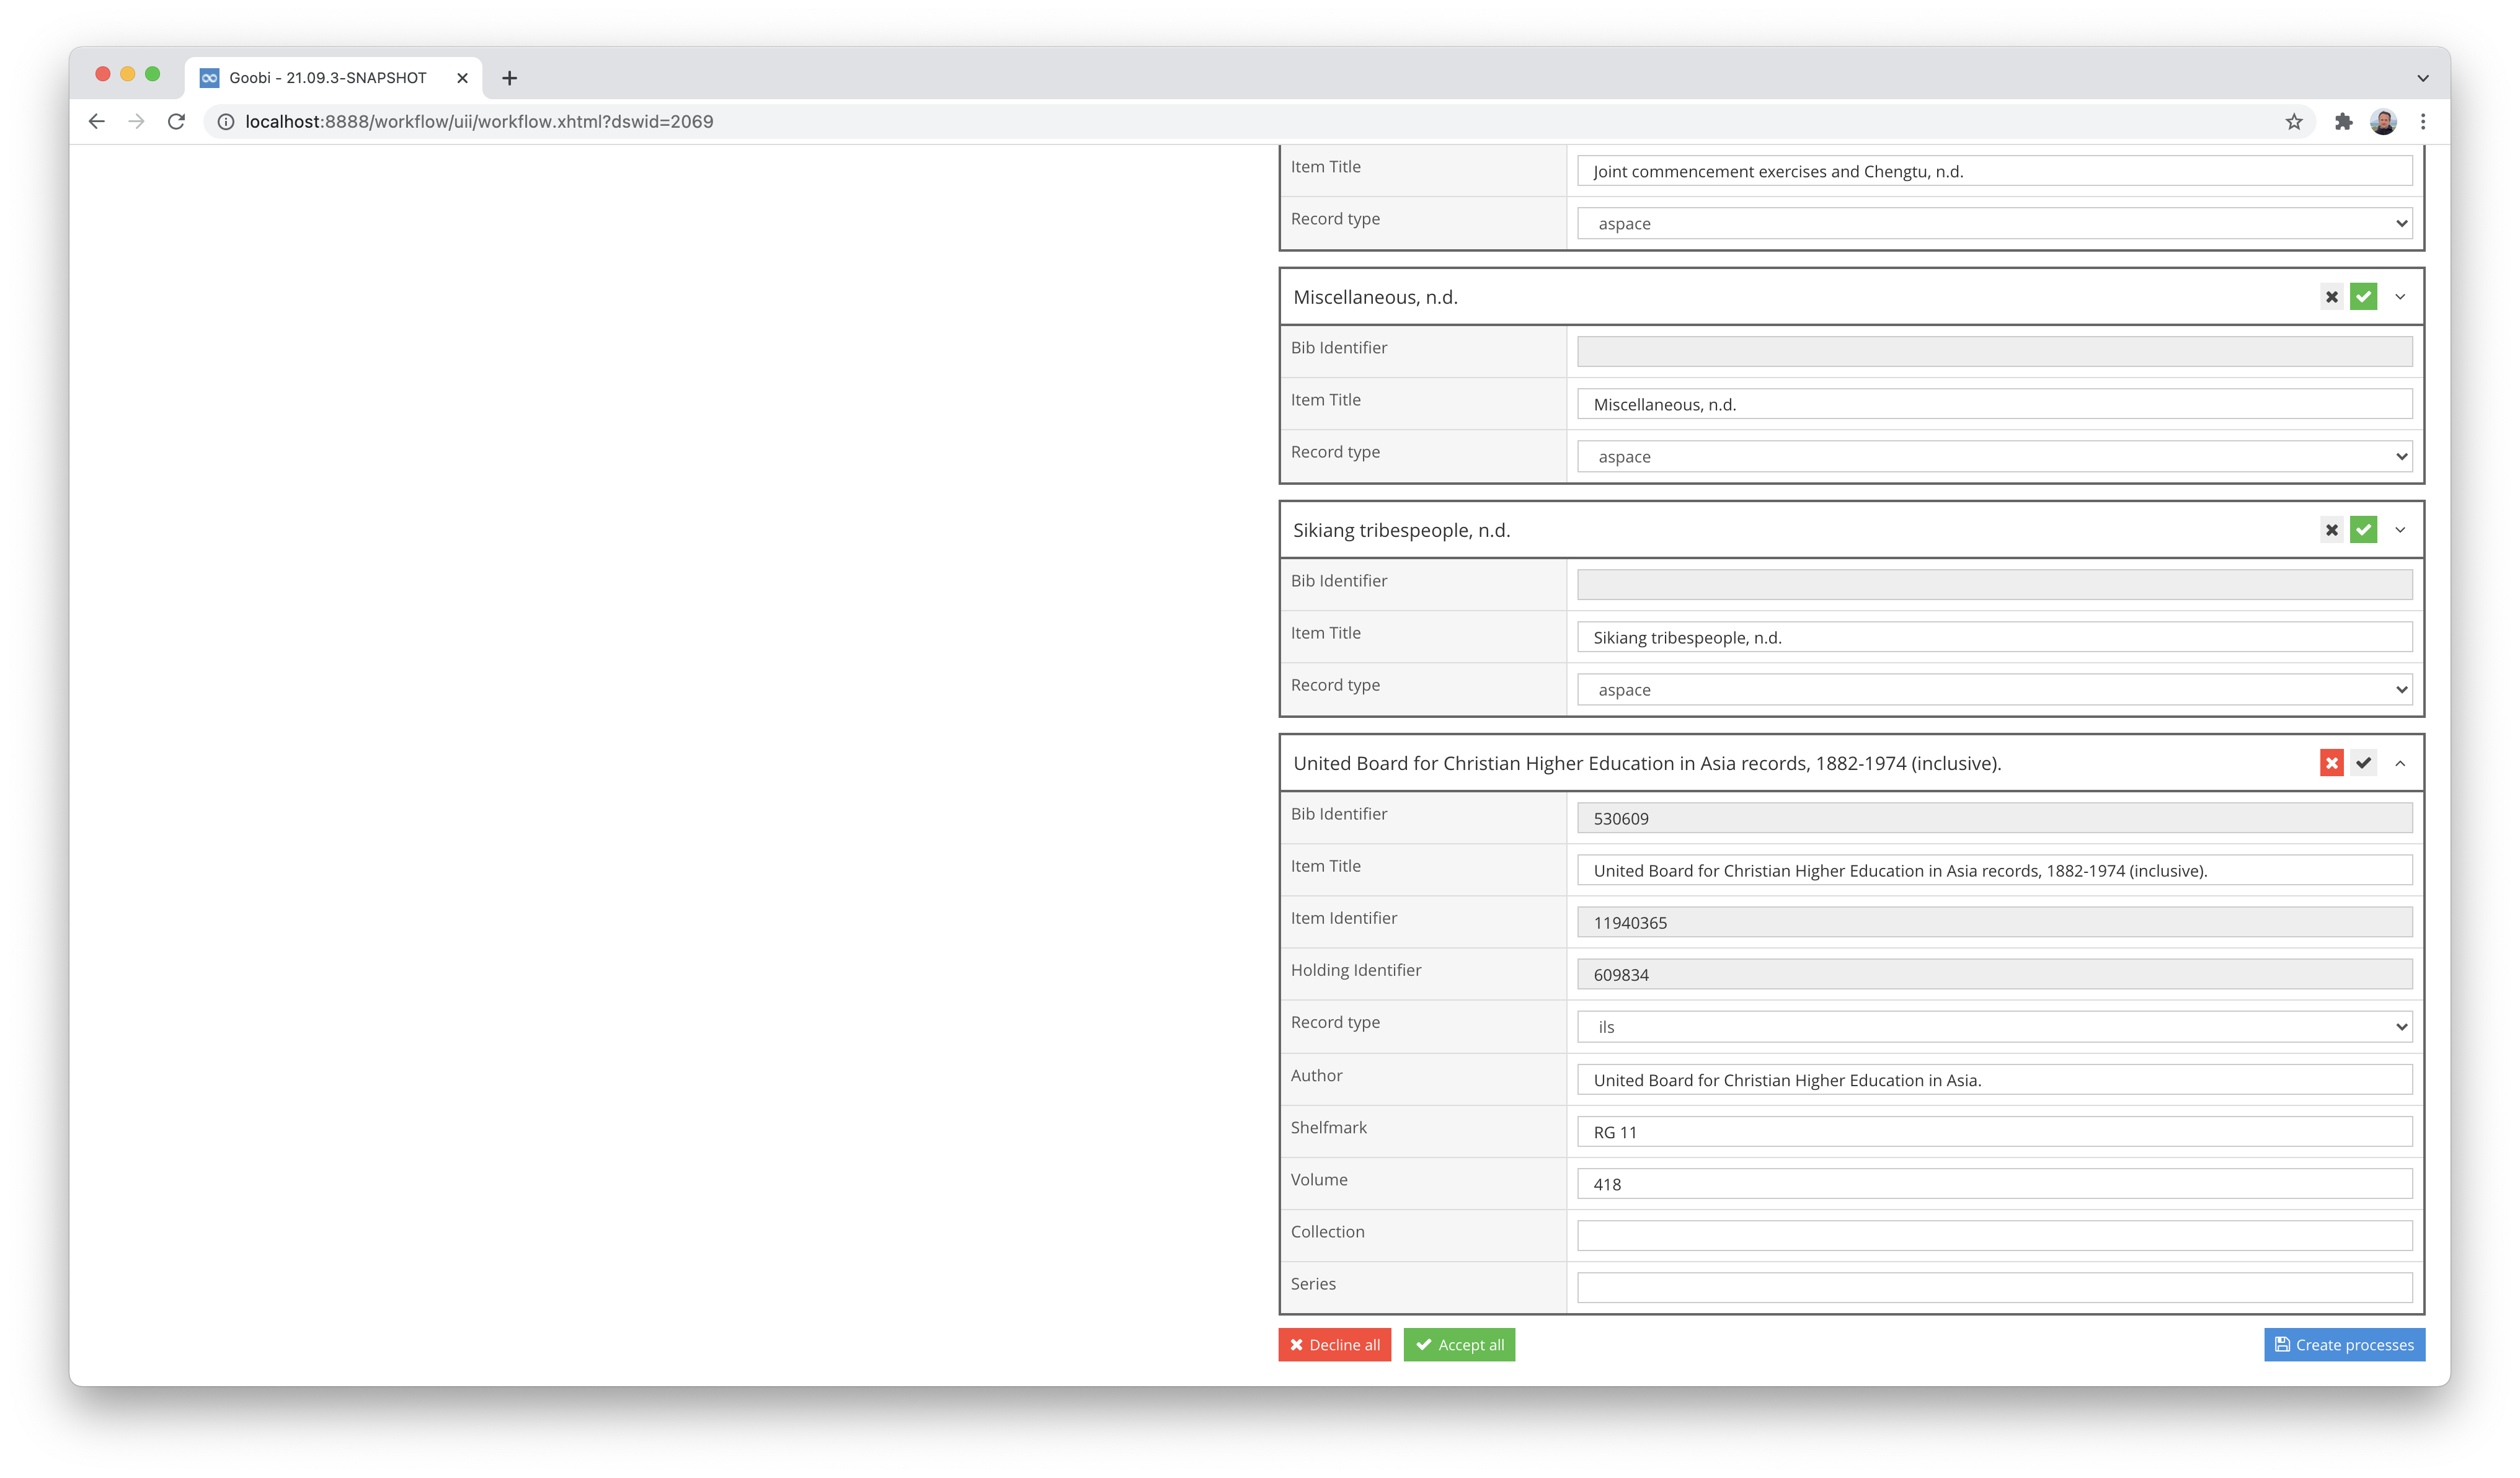 Goobi - 21.09.3-SNAPSHOT
localhost:8888/workflow/uii/workflow.xhtml?dswid=2069
Item Title
Joint commencement exercises and Chengtu, n.d.
Record type
aspace
Miscellaneous, n.d.
Bib Identifier
Item Title
Miscellaneous, n.d.
Record type
aspace
Sikiang tribespeople, n.d.
Bib Identifier
Item Title
Sikiang tribespeople, n.d.
Record type
aspace
United Board for Christian Higher Education in Asia records, 1882-1974 (inclusive).
Bib Identifier
530609
Item Title
United Board for Christian Higher Education in Asia records, 1882-1974 (inclusive).
Item Identifier
11940365
Holding Identifier
609834
Record type
ils
Author
United Board for Christian Higher Education in Asia.
Shelfmark
RG 11
Volume
418
Collection
Series
Decline all
Accept all
Create processes